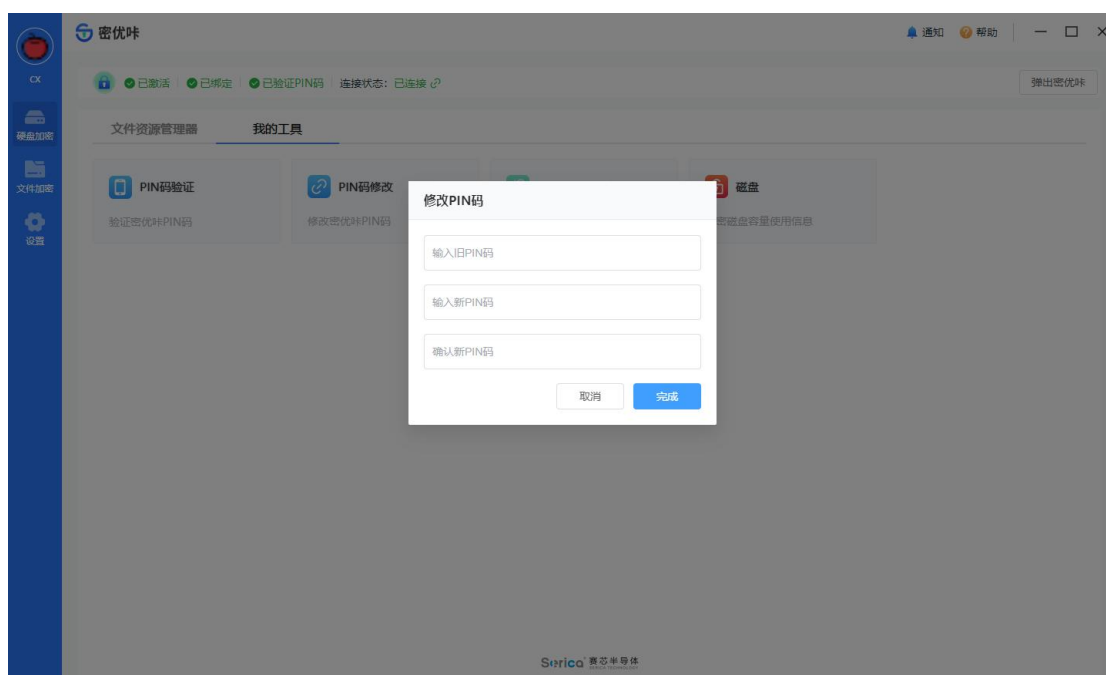 密优咔
通知
帮助
CX
已激活
已绑定
已验证PIN码
连接状态：已连接
弹出密优咔
硬盘加密
文件加密
设置
文件资源管理器
我的工具
PIN码验证
验证密优咔PIN码
PIN码修改
修改密优咔PIN码
磁盘
密磁盘容量使用信息
修改PIN码
输入旧PIN码
输入新PIN码
确认新PIN码
取消
完成
Serica 赛芯半导体